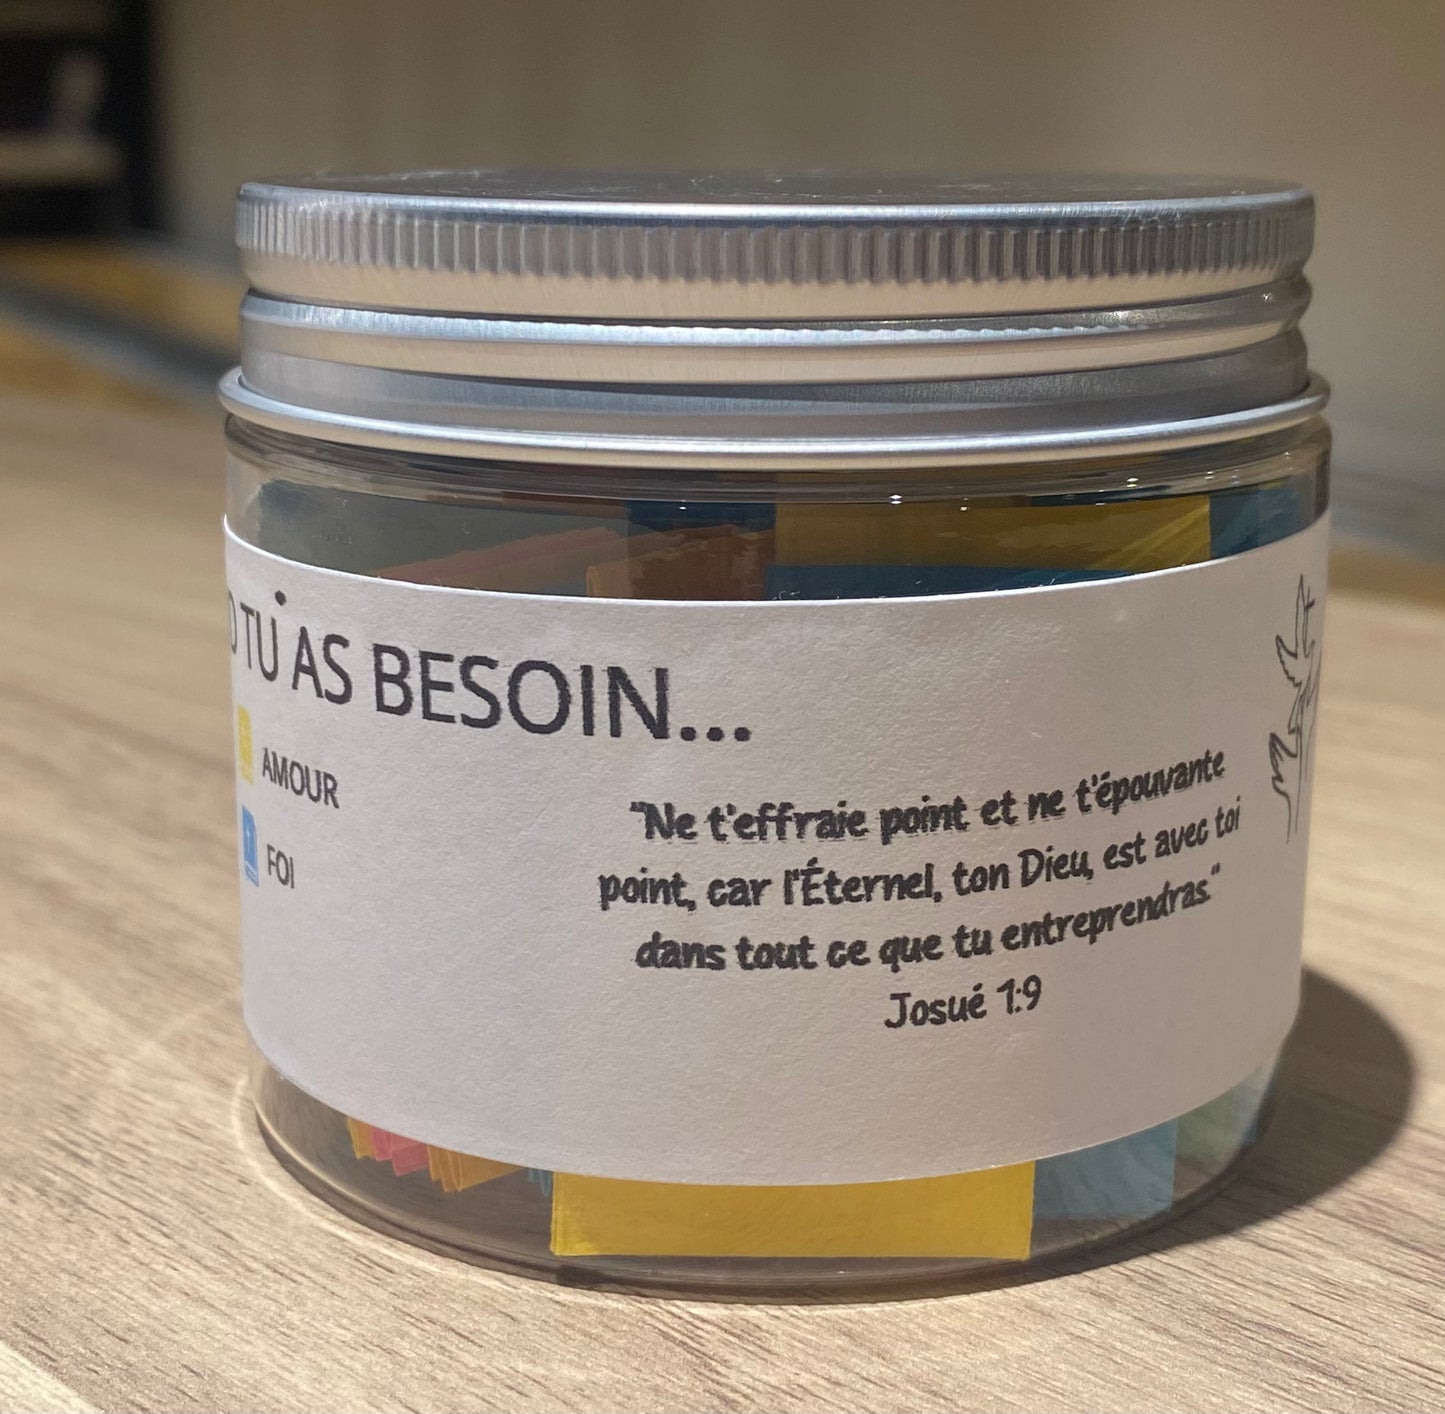 TU AS BESOIN...
AMOUR
FOI
"Ne t'effraie point et ne t'épouvante
point, car l'Éternel, ton Dieu, est avec toi
dans tout ce que tu entreprendras."
Josué 1:9